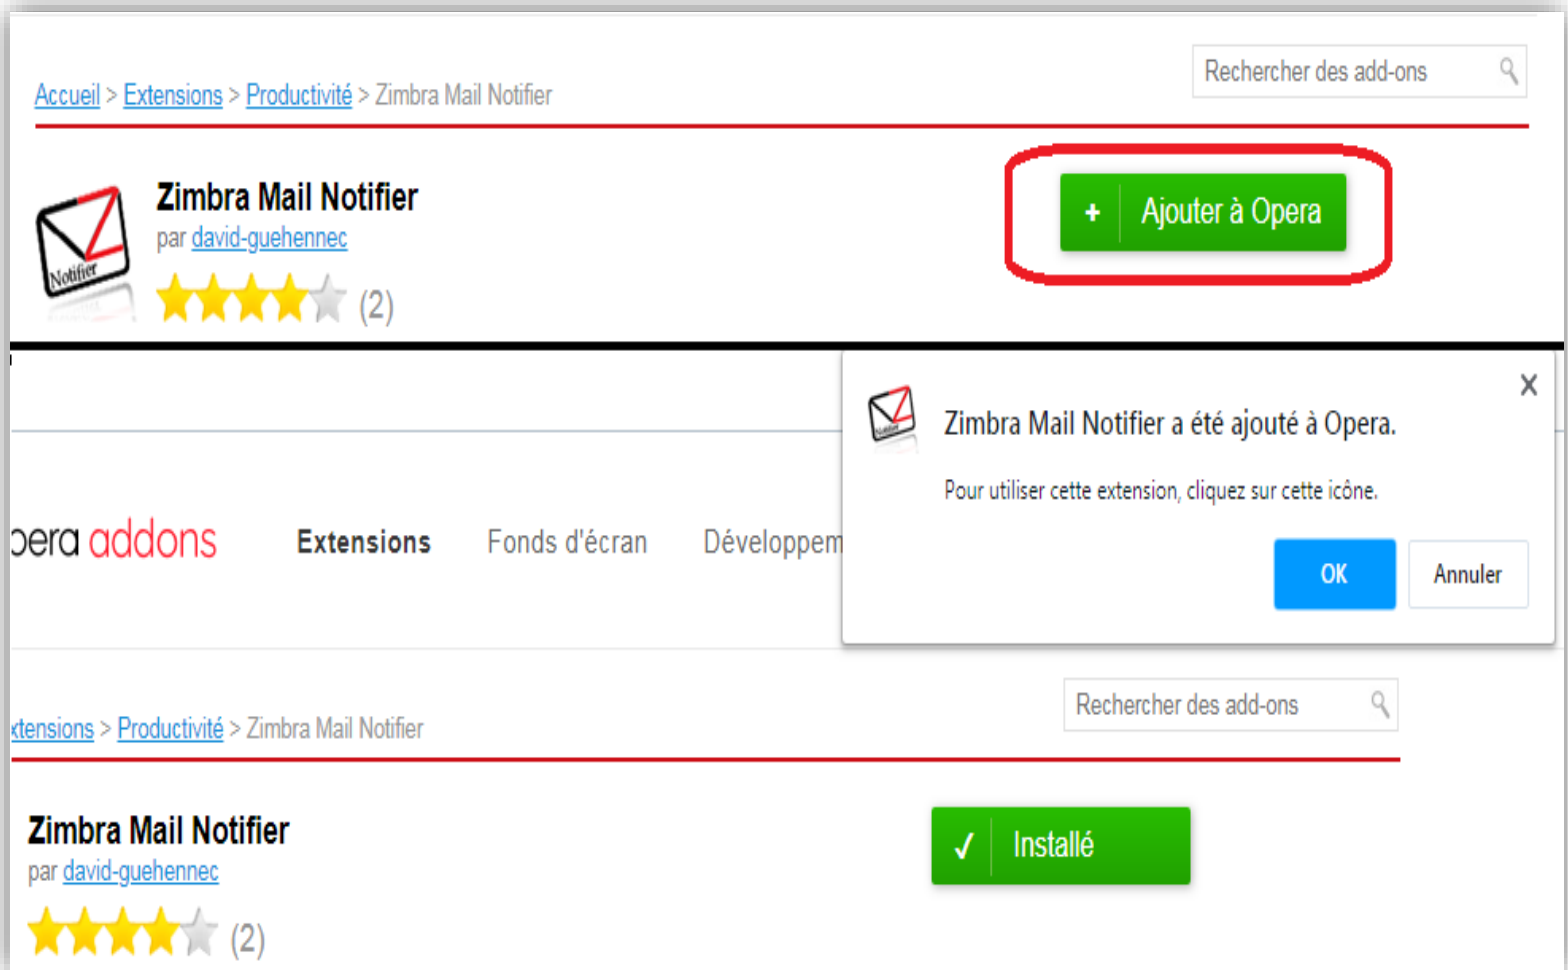 Rechercher des add-ons
Accueil > Extensions > Productivité > Zimbra Mail Notifier
Zimbra Mail Notifier
par david-guehennec
Notifier
(2)
+ Ajouter à Opera
X
Zimbra Mail Notifier a été ajouté à Opera.
Pour utiliser cette extension, cliquez sur cette icône.
OK Annuler
pera addons Extensions Fonds d'écran Développem
Rechercher des add-ons
xtensions > Productivité > Zimbra Mail Notifier
Zimbra Mail Notifier
par david-guehennec
(2)
✓ Installé